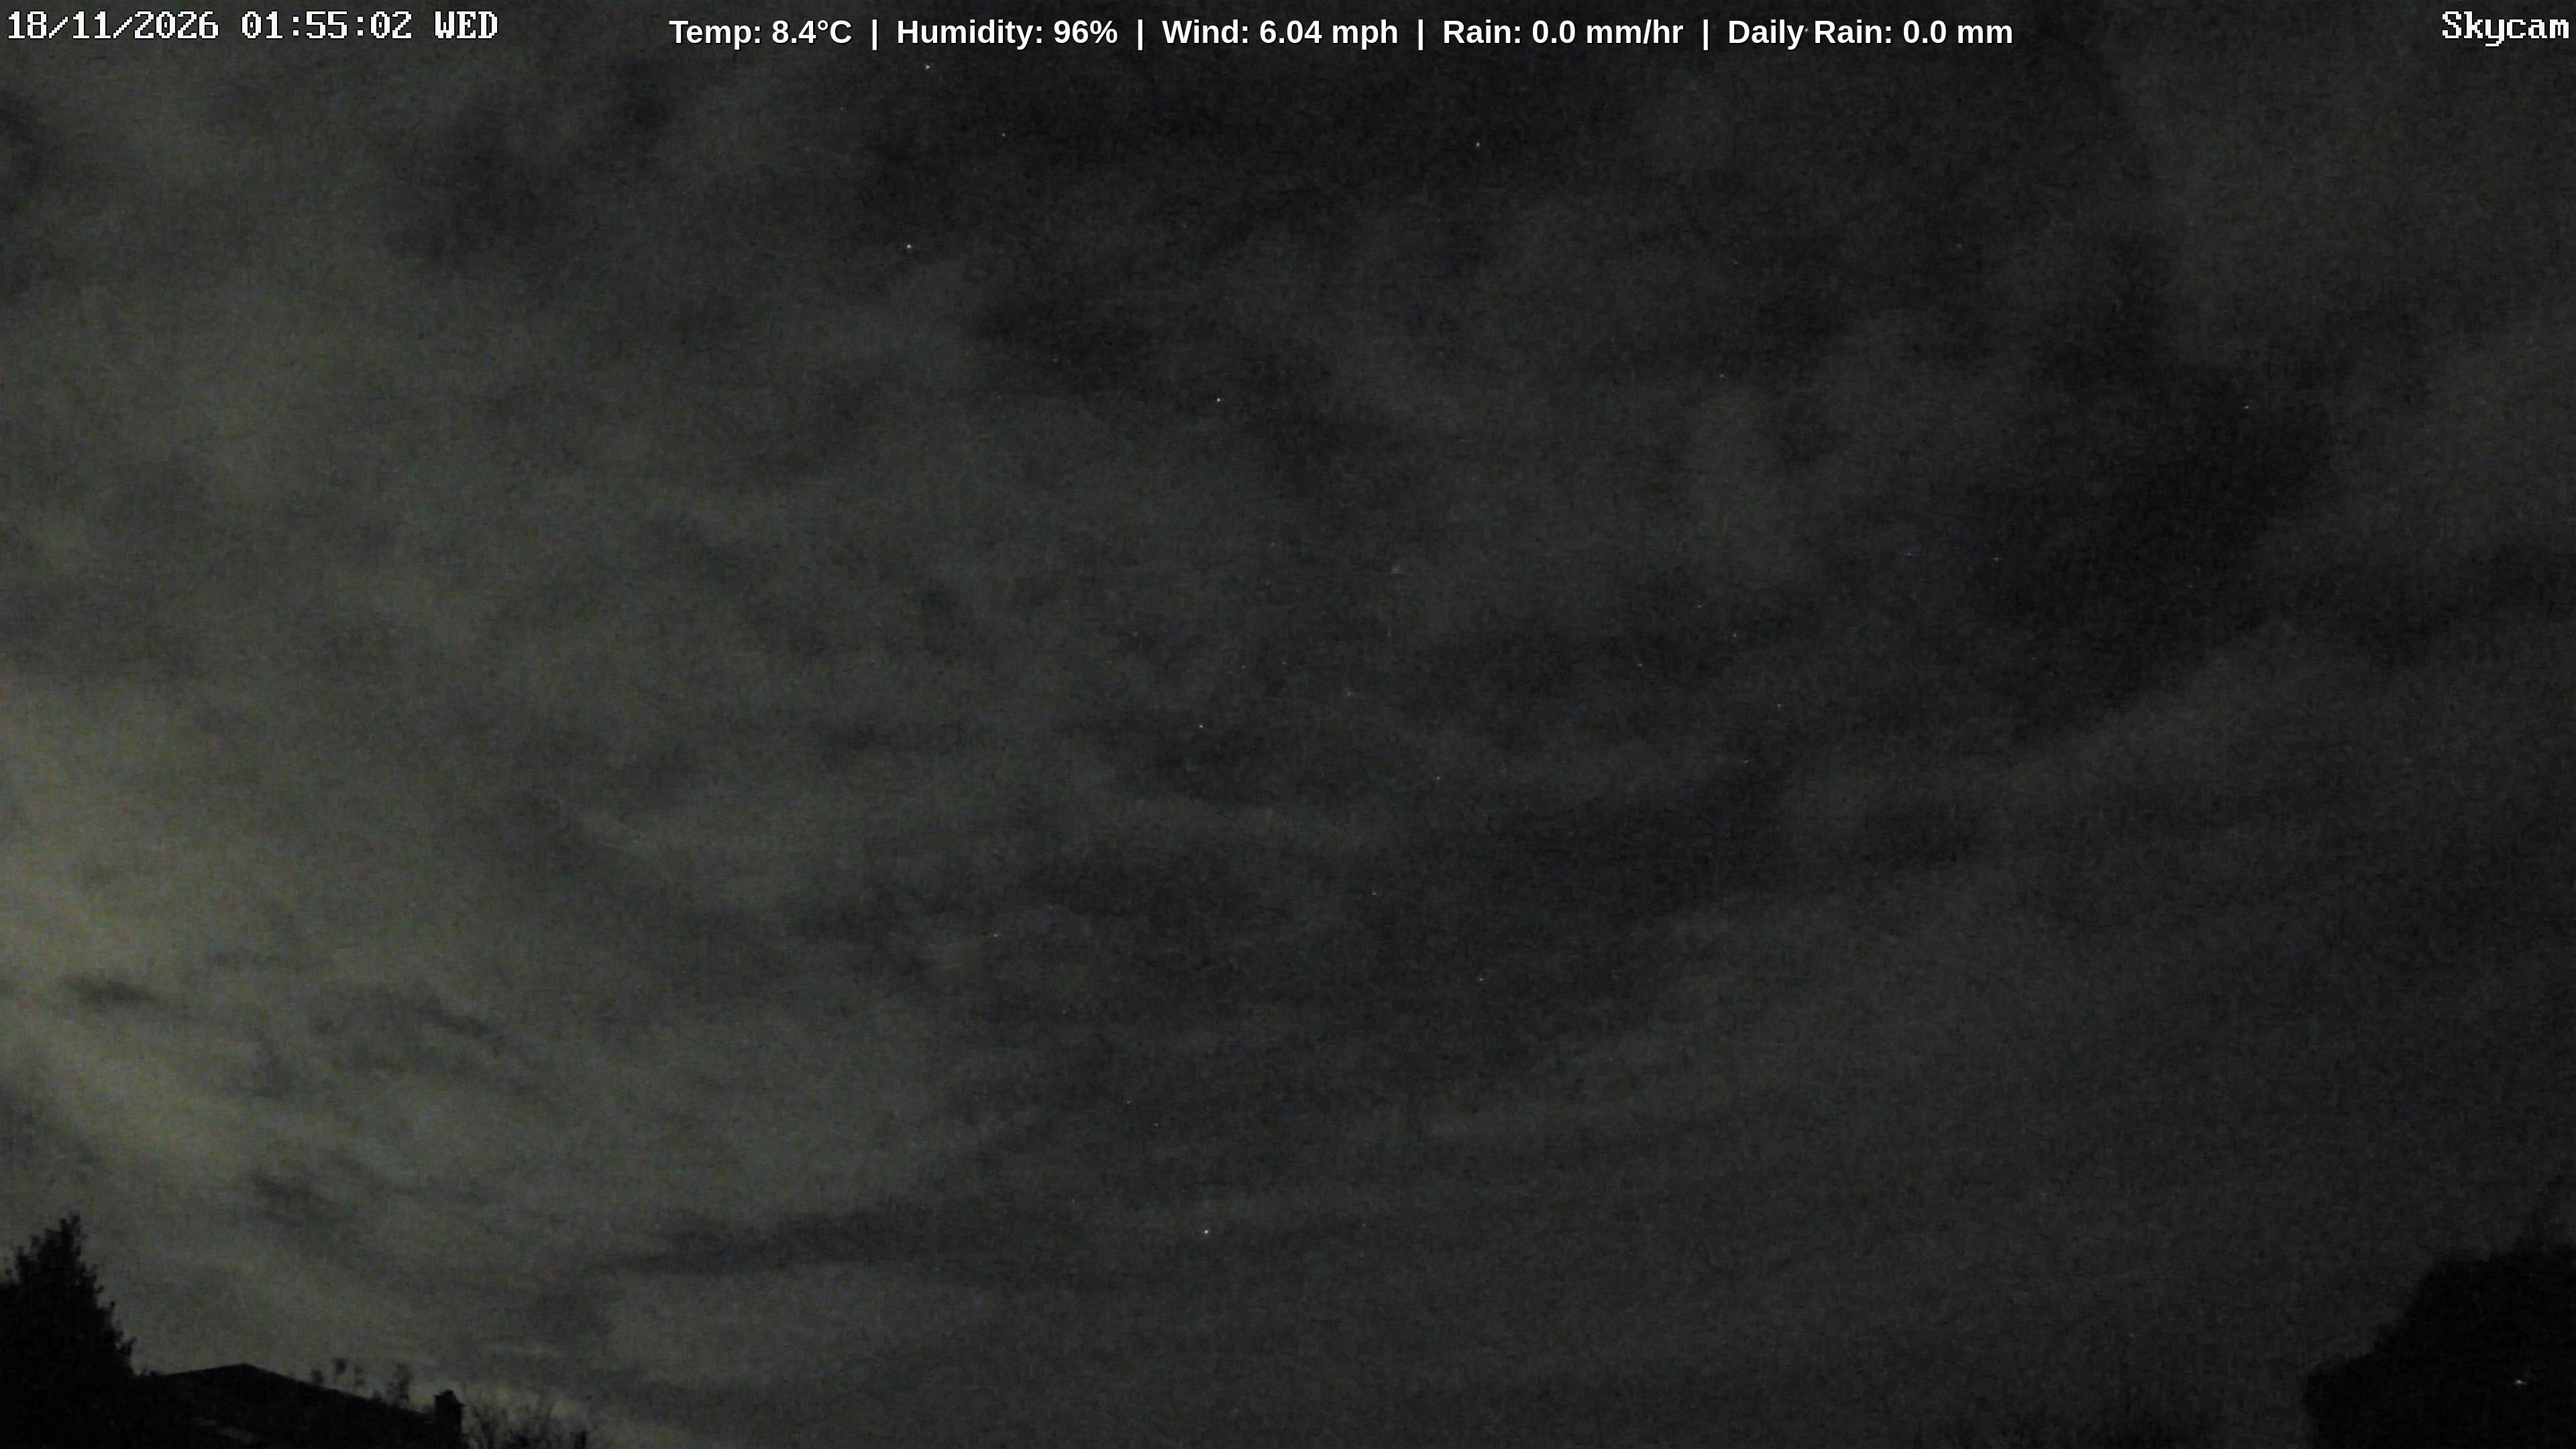 18/11/2026 01:55:02 WED
Temp: 8.4°C | Humidity: 96% | Wind: 6.04 mph | Rain: 0.0 mm/hr | Daily Rain: 0.0 mm
Skycam